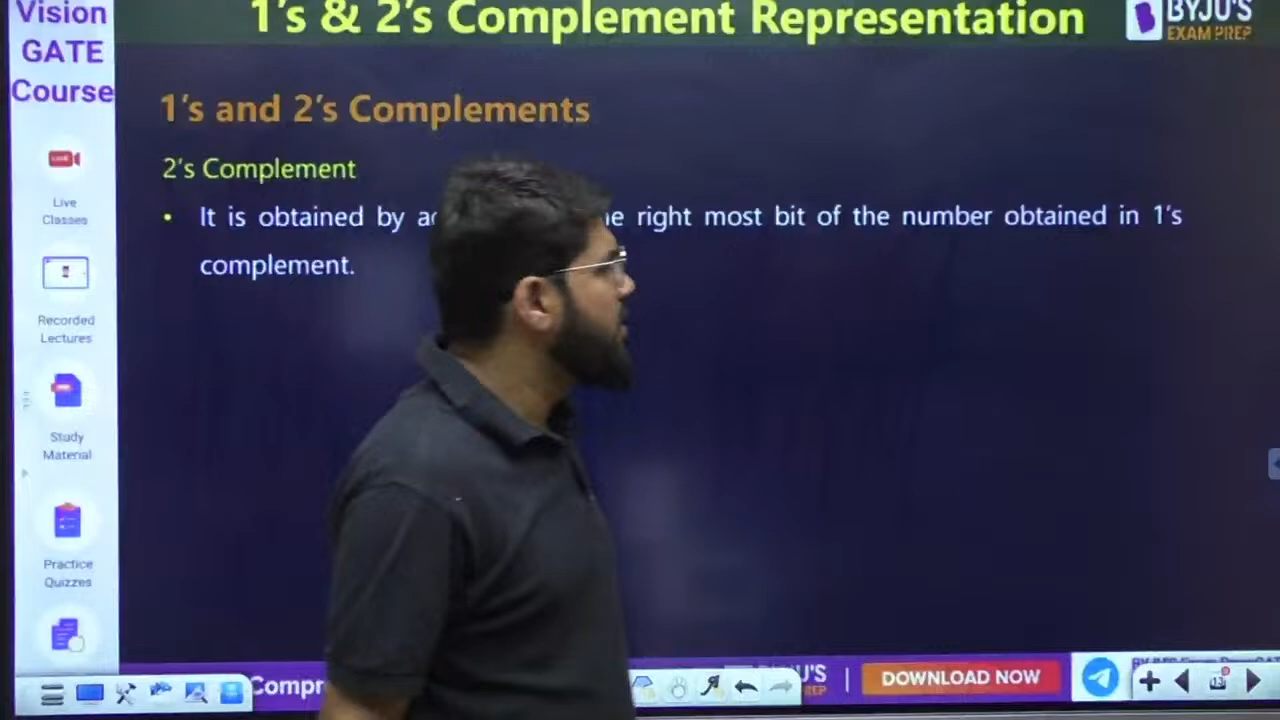 Vision
GATE
Course
1's & 2's Complement Representation
BYJU'S
EXAM PREP
1's and 2's Complements
2's Complement
• It is obtained by right most bit of the number obtained in 1's
complement.
Live
Classes
Recorded
Lectures
Study
Material
Practice
Quizzes
DOWNLOAD NOW